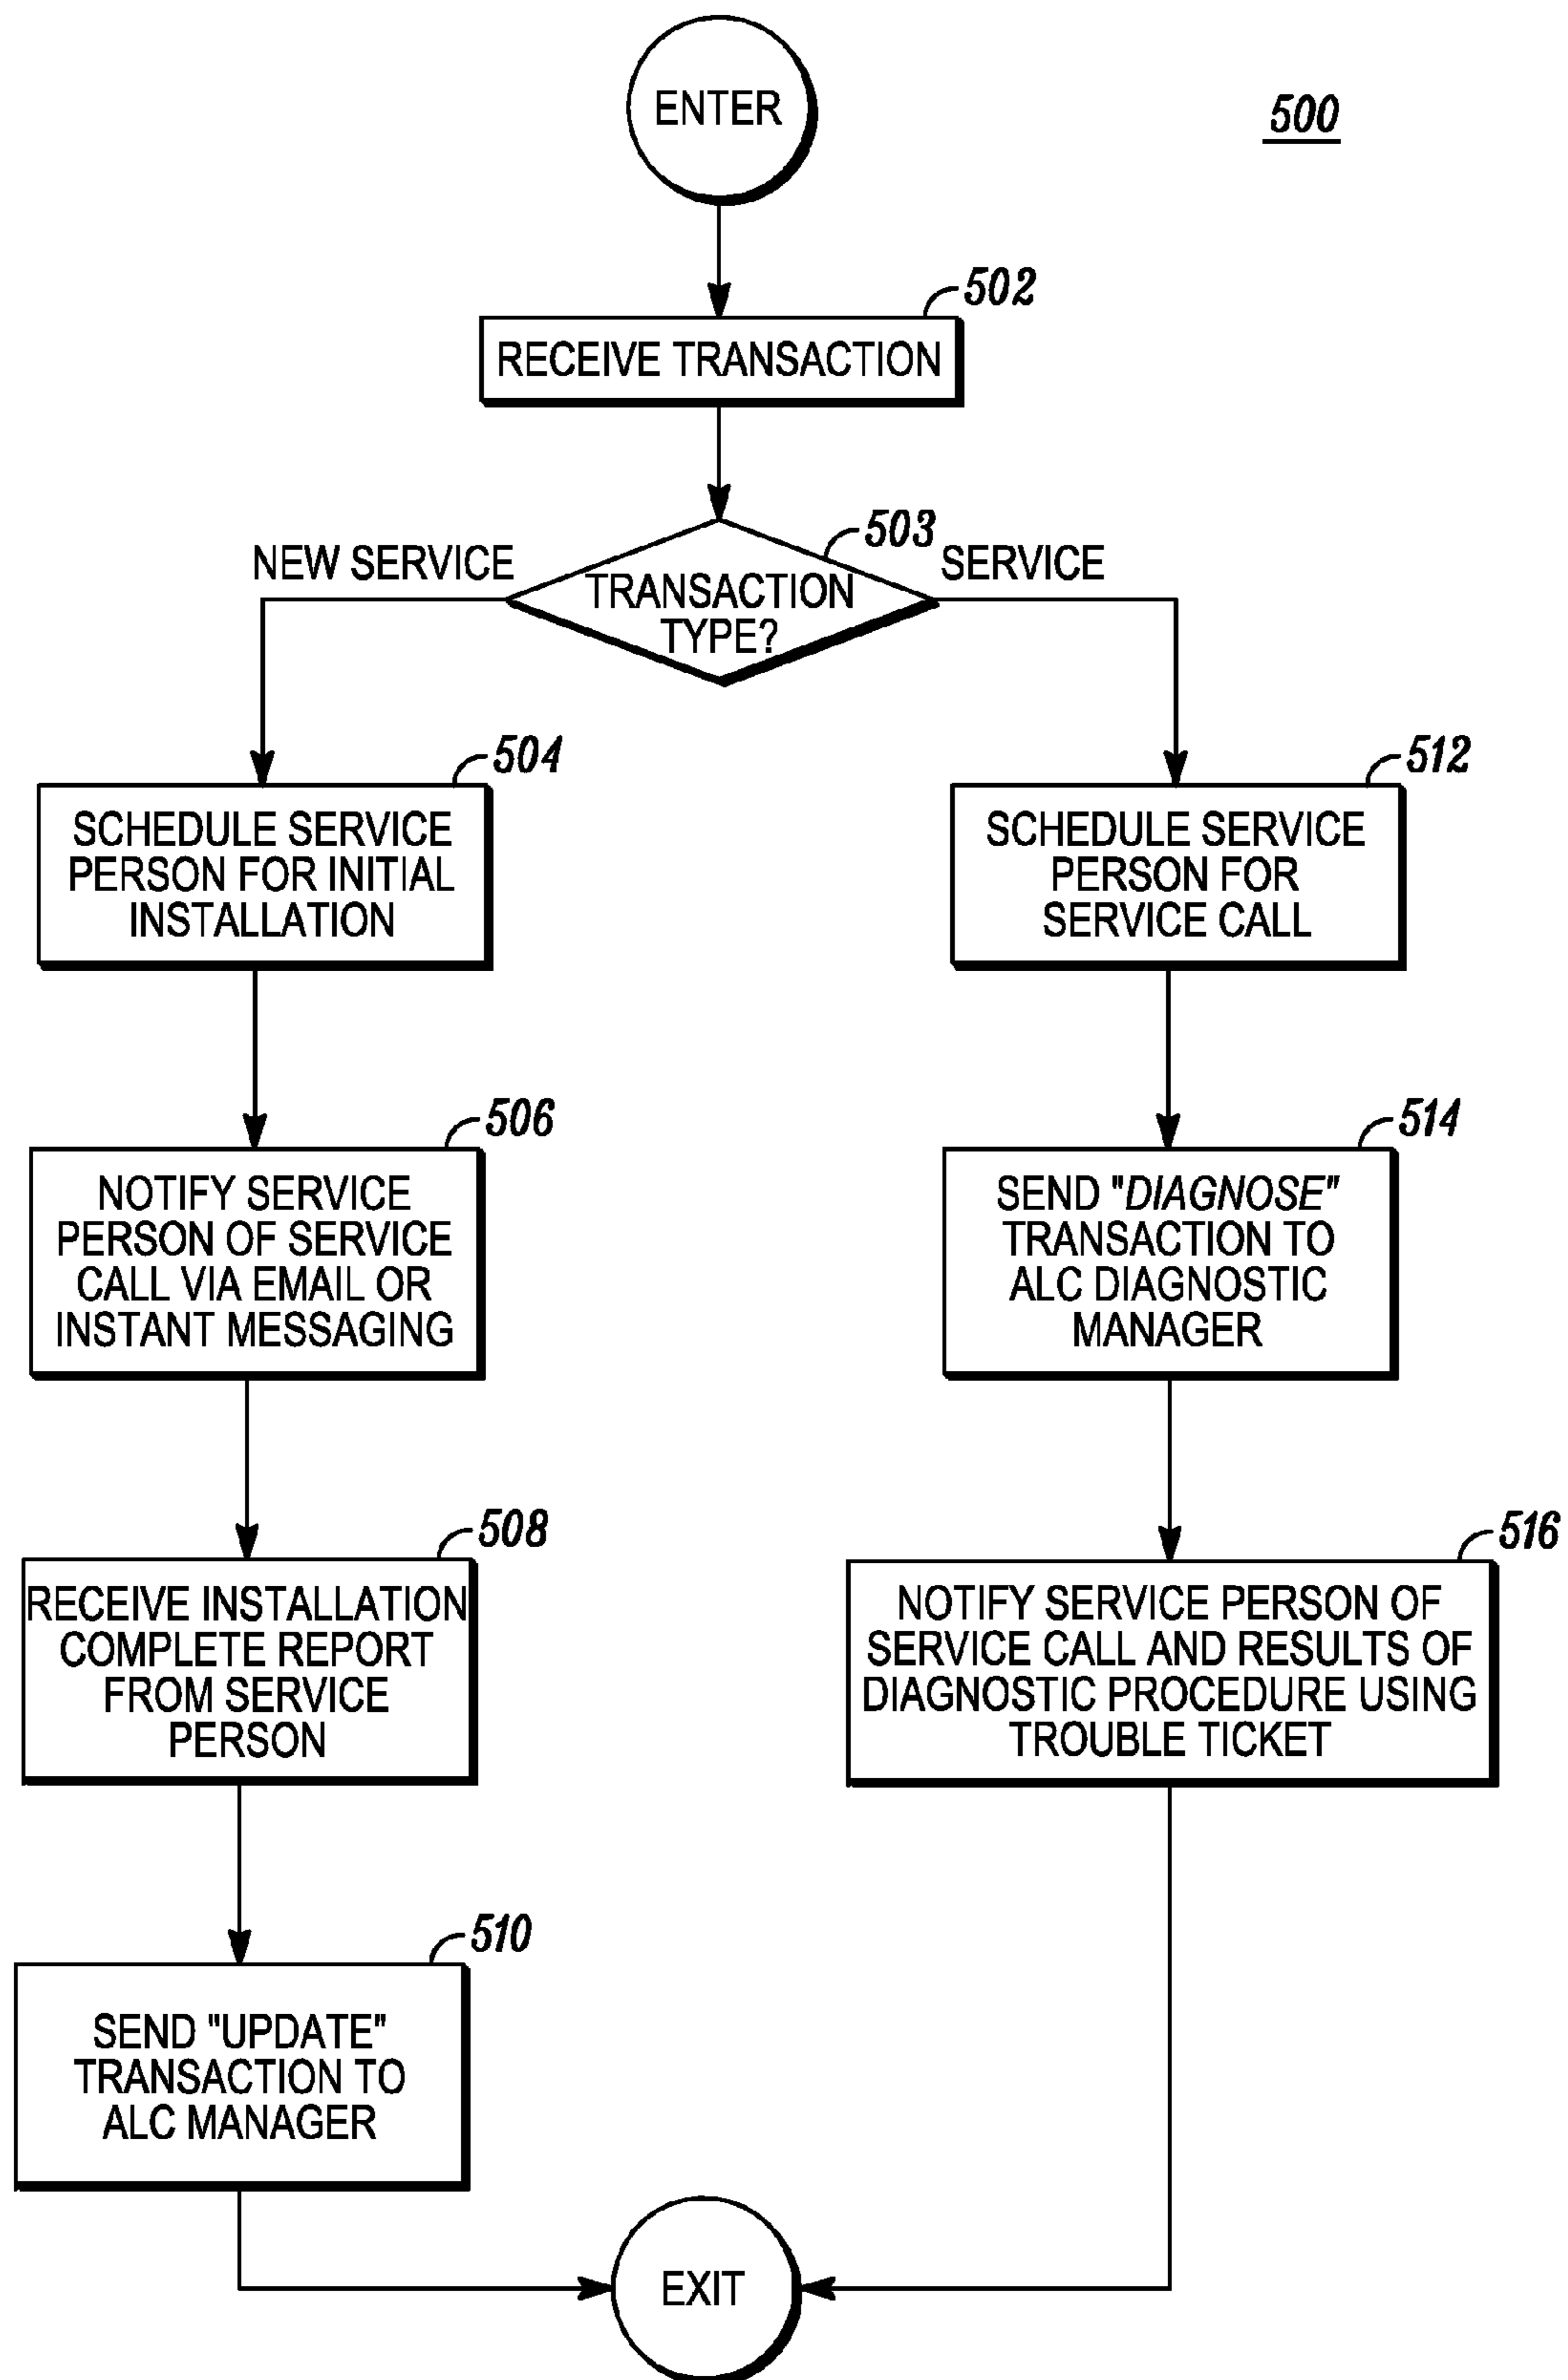 ENTER
500
502
RECEIVE TRANSACTION
503
NEW SERVICE
SERVICE
TRANSACTION
TYPE?
504
SCHEDULE SERVICE
PERSON FOR INITIAL
INSTALLATION
512
SCHEDULE SERVICE
PERSON FOR
SERVICE CALL
506
NOTIFY SERVICE
PERSON OF SERVICE
CALL VIA EMAIL OR
INSTANT MESSAGING
514
SEND "DIAGNOSE"
TRANSACTION TO
ALC DIAGNOSTIC
MANAGER
508
RECEIVE INSTALLATION
COMPLETE REPORT
FROM SERVICE
PERSON
516
NOTIFY SERVICE PERSON OF
SERVICE CALL AND RESULTS OF
DIAGNOSTIC PROCEDURE USING
TROUBLE TICKET
510
SEND "UPDATE"
TRANSACTION TO
ALC MANAGER
EXIT